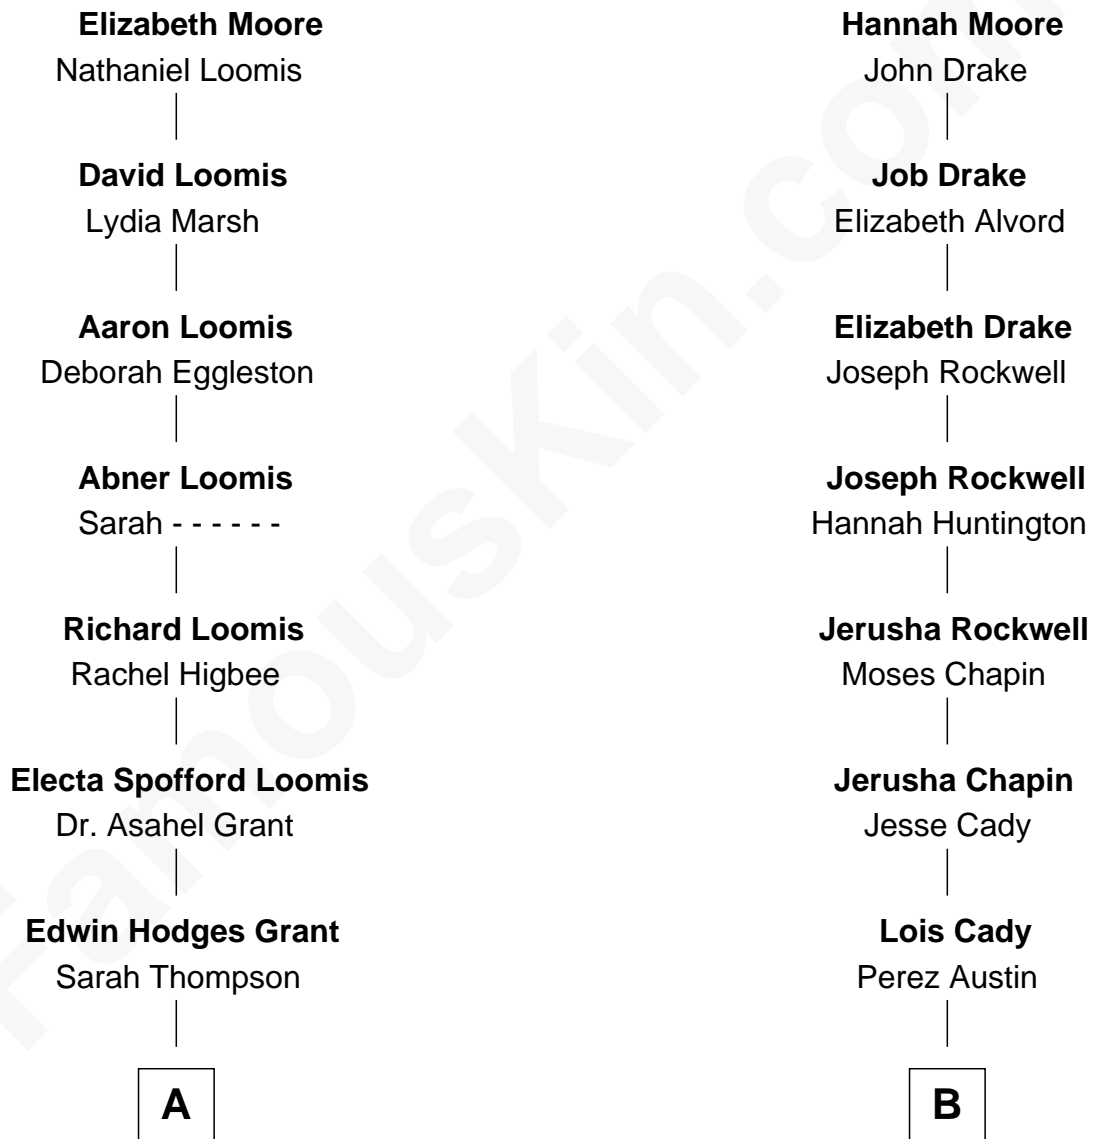 Elizabeth Moore
Nathaniel Loomis
David Loomis
Lydia Marsh
Aaron Loomis
Deborah Eggleston
Abner Loomis
Sarah - - - - - -
Richard Loomis
Rachel Higbee
Electa Spofford Loomis
Dr. Asahel Grant
Edwin Hodges Grant
Sarah Thompson
A
Hannah Moore
John Drake
Job Drake
Elizabeth Alvord
Elizabeth Drake
Joseph Rockwell
Joseph Rockwell
Hannah Huntington
Jerusha Rockwell
Moses Chapin
Jerusha Chapin
Jesse Cady
Lois Cady
Perez Austin
B
FamousKin.com